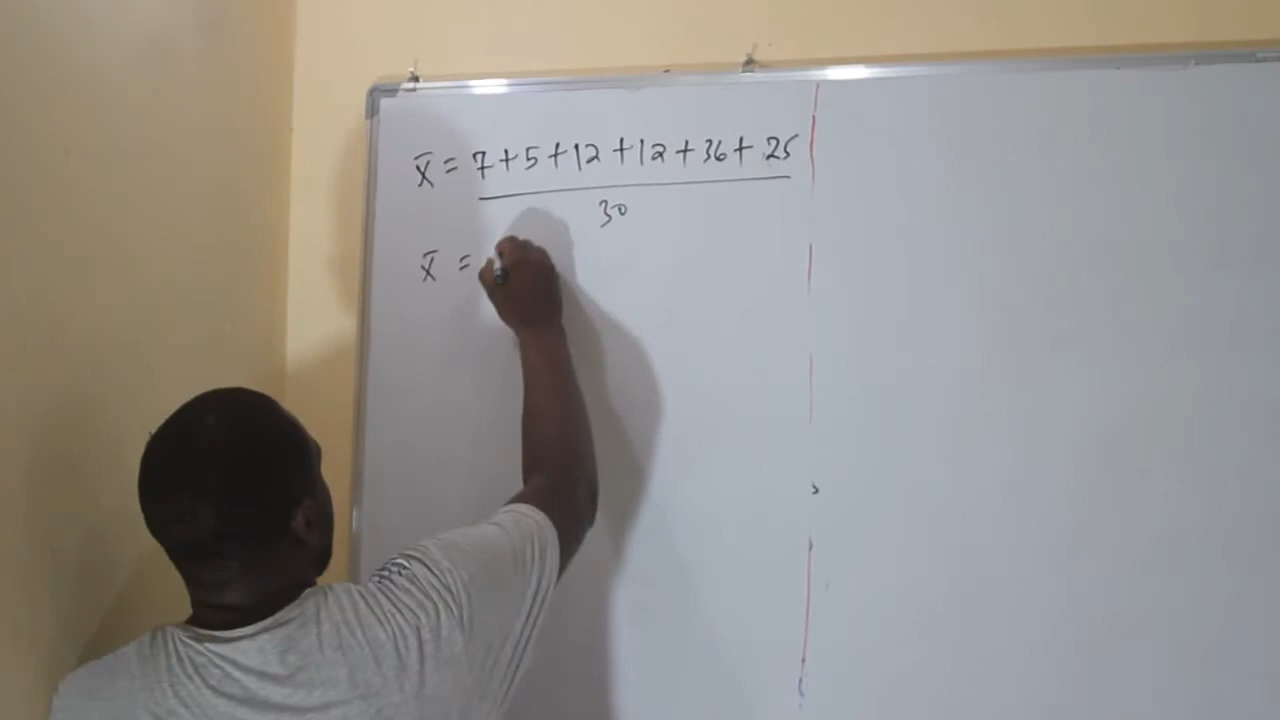 x̄ = 7+5+12+12+36+25
30
x̄ =